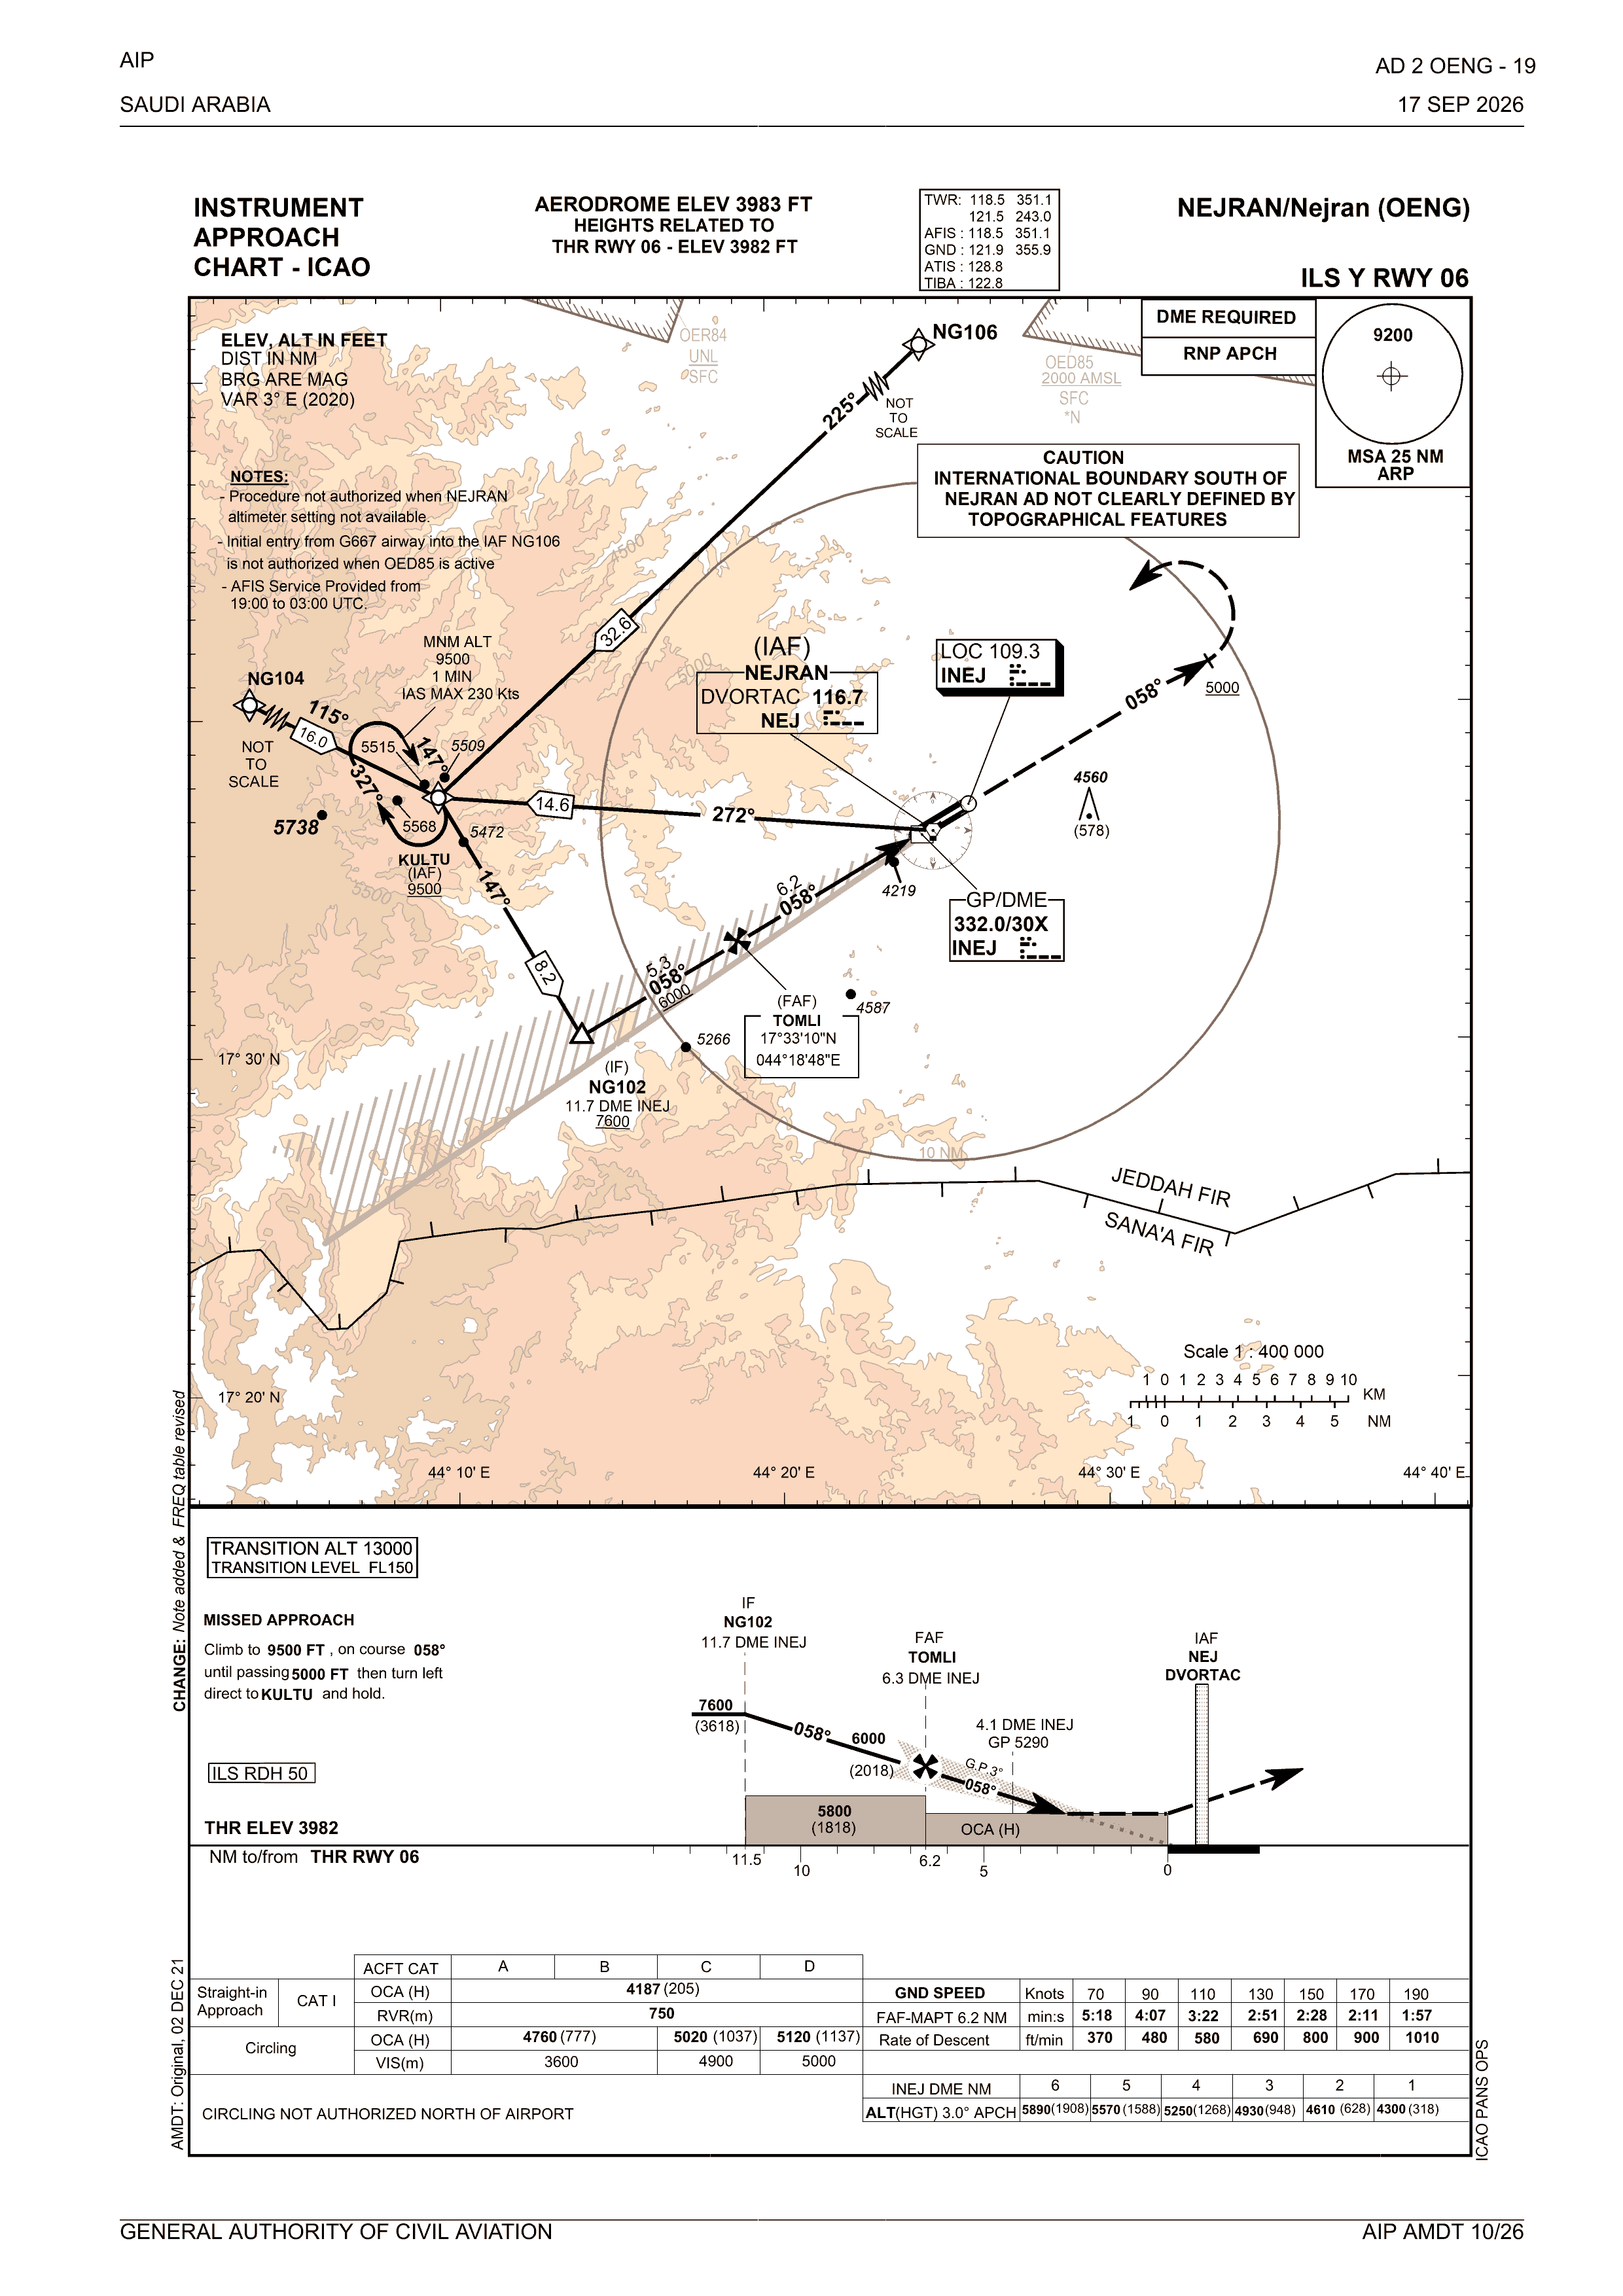 AIP
AD 2 OENG - 19
SAUDI ARABIA
17 SEP 2026
INSTRUMENT
APPROACH
CHART - ICAO
AERODROME ELEV 3983 FT
HEIGHTS RELATED TO
THR RWY 06 - ELEV 3982 FT
TWR: 118.5 351.1
121.5 243.0
AFIS : 118.5 351.1
GND : 121.9 355.9
ATIS : 128.8
TIBA : 122.8
NEJRAN/Nejran (OENG)
ILS Y RWY 06
ELEV, ALT IN FEET
DIST IN NM
BRG ARE MAG
VAR 3° E (2020)
OER84
UNL
SFC
NG106
OED85
2000 AMSL
SFC
*N
DME REQUIRED
RNP APCH
9200
MSA 25 NM
ARP
225°
NOT
TO
SCALE
CAUTION
INTERNATIONAL BOUNDARY SOUTH OF
NEJRAN AD NOT CLEARLY DEFINED BY
TOPOGRAPHICAL FEATURES
NOTES:
- Procedure not authorized when NEJRAN
altimeter setting not available.
- Initial entry from G667 airway into the IAF NG106
is not authorized when OED85 is active
- AFIS Service Provided from
19:00 to 03:00 UTC.
4500
5000
5500
32.6
MNM ALT
9500
1 MIN
IAS MAX 230 Kts
NG104
115°
16.0
NOT
TO
SCALE
5515
147°
5509
327°
5738
5568
5472
KULTU
(IAF)
9500
147°
8.2
14.6
272°
(IAF)
NEJRAN
DVORTAC 116.7
NEJ
LOC 109.3
INEJ
058°
5000
4560
(578)
4219
GP/DME
332.0/30X
INEJ
6.2
058°
5.3
058°
6000
(FAF)
TOMLI
17°33'10"N
044°18'48"E
4587
5266
(IF)
NG102
11.7 DME INEJ
7600
10 NM
17° 30' N
JEDDAH FIR
SANA'A FIR
17° 20' N
Scale 1 : 400 000
1 0 1 2 3 4 5 6 7 8 9 10
KM
1 0 1 2 3 4 5 NM
44° 10' E
44° 20' E
44° 30' E
44° 40' E
CHANGE: Note added & FREQ table revised
TRANSITION ALT 13000
TRANSITION LEVEL FL150
MISSED APPROACH
Climb to 9500 FT , on course 058°
until passing 5000 FT then turn left
direct to KULTU and hold.
ILS RDH 50
THR ELEV 3982
NM to/from THR RWY 06
IF
NG102
11.7 DME INEJ
FAF
TOMLI
6.3 DME INEJ
IAF
NEJ
DVORTAC
7600
(3618)
058°
6000
(2018)
4.1 DME INEJ
GP 5290
G.P.3°
058°
5800
(1818)
OCA (H)
11.5
10
6.2
5
0
AMDT: Original, 02 DEC 21
ACFT CAT A B C D
Straight-in
Approach
CAT I
OCA (H) 4187 (205)
RVR(m) 750
Circling
OCA (H) 4760 (777) 5020 (1037) 5120 (1137)
VIS(m) 3600 4900 5000
CIRCLING NOT AUTHORIZED NORTH OF AIRPORT
GND SPEED Knots 70 90 110 130 150 170 190
FAF-MAPT 6.2 NM min:s 5:18 4:07 3:22 2:51 2:28 2:11 1:57
Rate of Descent ft/min 370 480 580 690 800 900 1010
INEJ DME NM 6 5 4 3 2 1
ALT(HGT) 3.0° APCH 5890(1908) 5570(1588) 5250(1268) 4930(948) 4610 (628) 4300 (318)
ICAO PANS OPS
GENERAL AUTHORITY OF CIVIL AVIATION
AIP AMDT 10/26